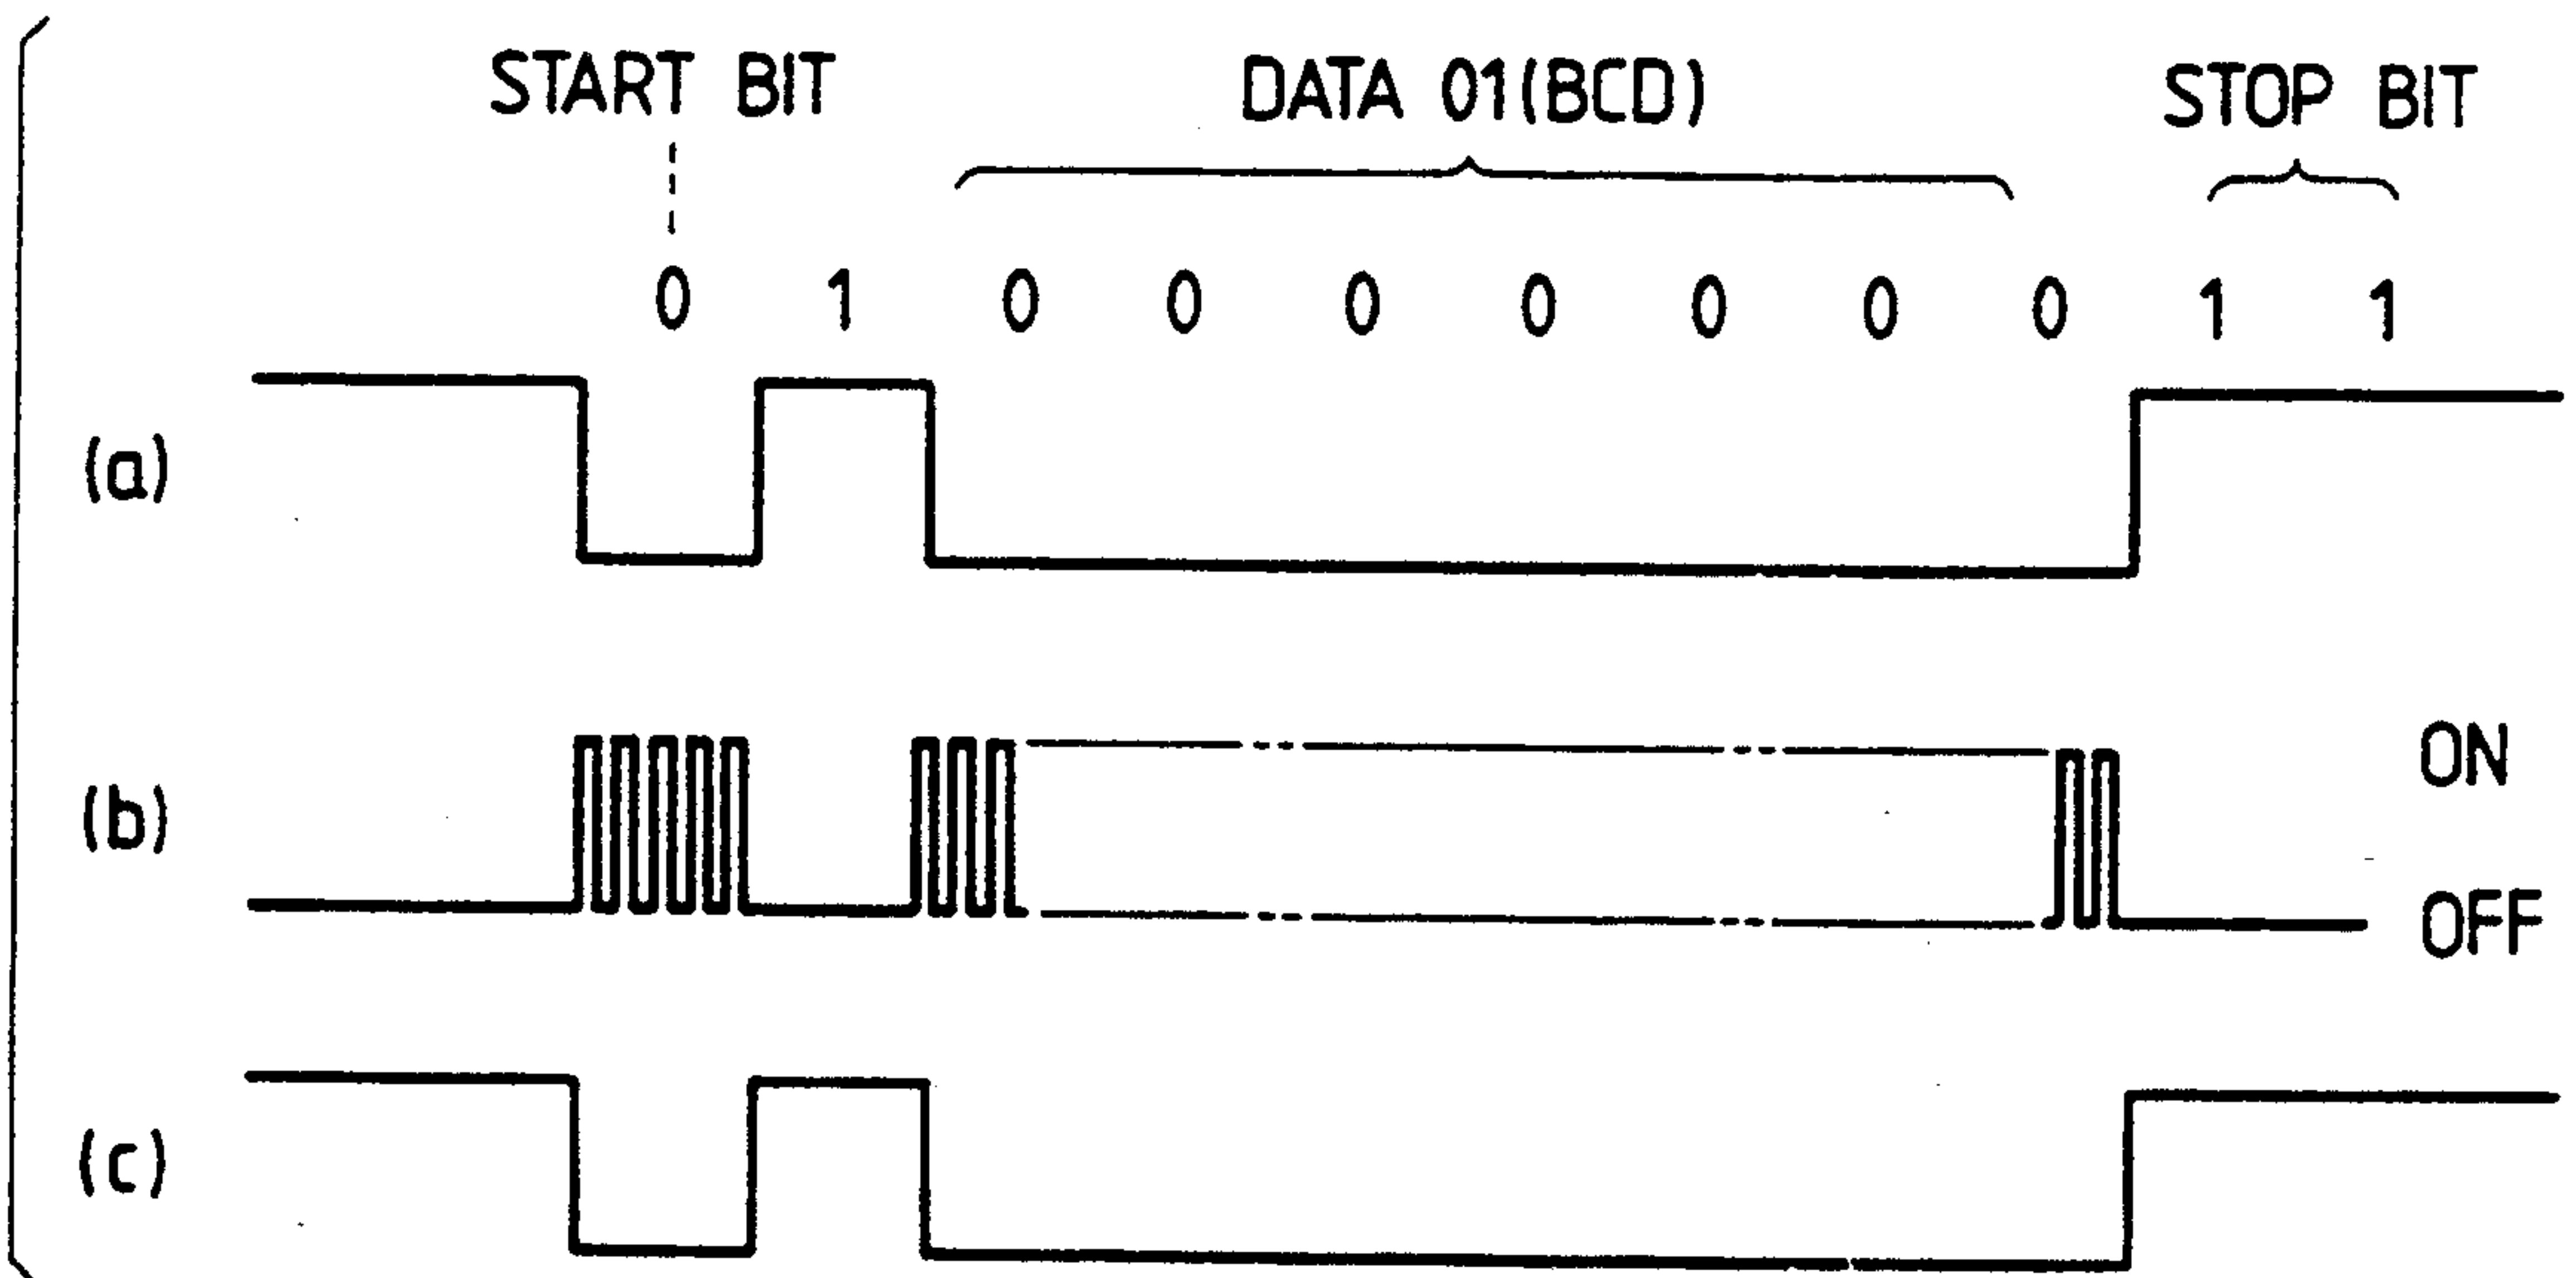 START BIT DATA 01(BCD) STOP BIT
0 1 0 0 0 0 0 0 0 1 1
(a)
(b) ON
OFF
(c)